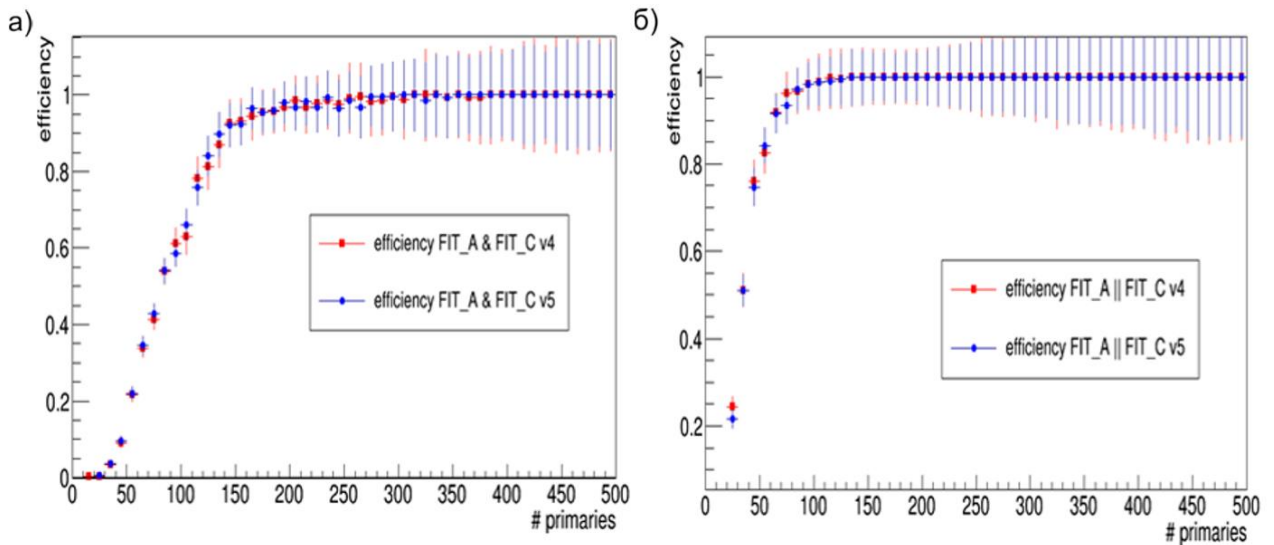 а)
efficiency
1
0.8
0.6
0.4
0.2
0
0 50 100 150 200 250 300 350 400 450 500
# primaries
efficiency FIT_A & FIT_C v4
efficiency FIT_A & FIT_C v5
б)
efficiency
1
0.8
0.6
0.4
0.2
0 50 100 150 200 250 300 350 400 450 500
# primaries
efficiency FIT_A || FIT_C v4
efficiency FIT_A || FIT_C v5